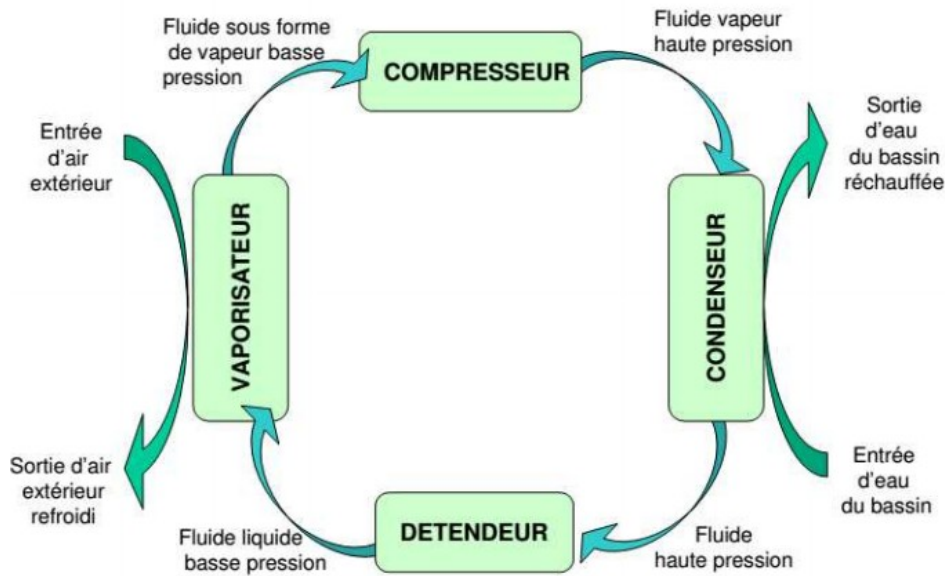 Fluide sous forme
de vapeur basse
pression
COMPRESSEUR
Fluide vapeur
haute pression
Entrée
d'air
extérieur
Sortie
d'eau
du bassin
réchauffée
VAPORISATEUR
CONDENSEUR
Sortie d'air
extérieur
refroidi
Fluide liquide
basse pression
DETENDEUR
Fluide
haute pression
Entrée
d'eau
du bassin